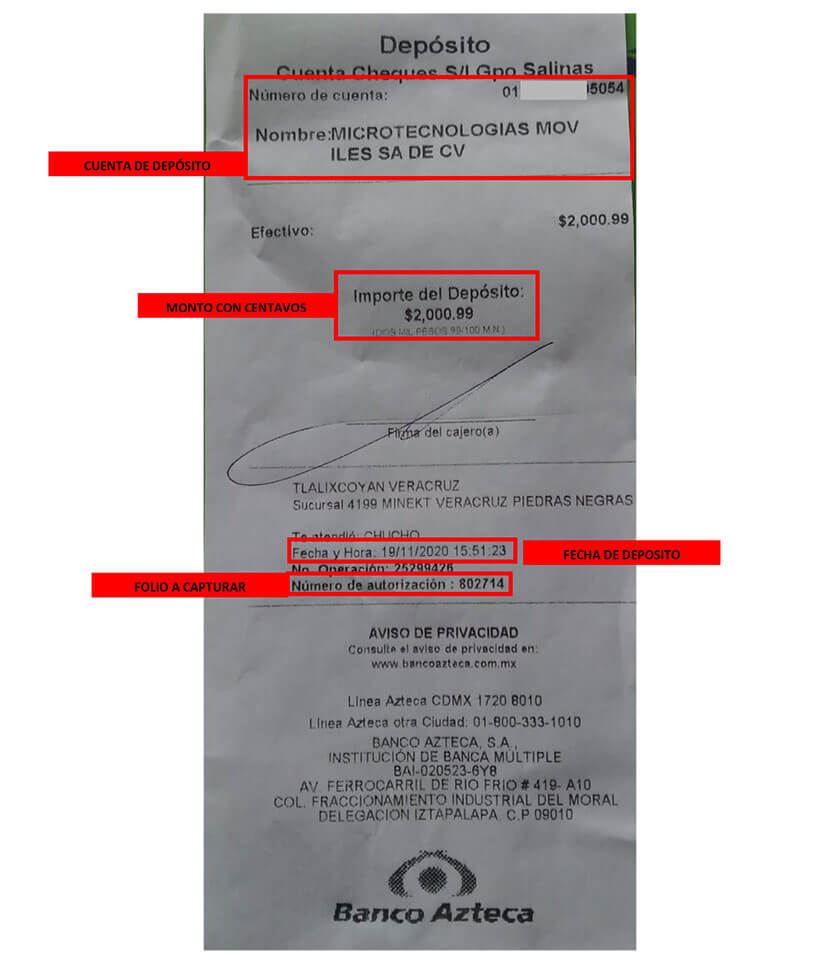 Depósito
Cuenta Cheques S/I Gpo Salinas
Número de cuenta: 01 05054
Nombre:MICROTECNOLOGIAS MOV
ILES SA DE CV
CUENTA DE DEPÓSITO
Efectivo: $2,000.99
Importe del Depósito:
$2,000.99
(DOS MIL PESOS 99/100 M.N.)
MONTO CON CENTAVOS
Firma del cajero(a)
TLALIXCOYAN VERACRUZ
Sucursal 4199 MINEKT VERACRUZ PIEDRAS NEGRAS
Te atendió: CHUCHO
Fecha y Hora: 19/11/2020 15:51:23
FECHA DE DEPOSITO
No. Operación: 25299426
Número de autorización : 802714
FOLIO A CAPTURAR
AVISO DE PRIVACIDAD
Consulte el aviso de privacidad en:
www.bancoazteca.com.mx
Linea Azteca CDMX 1720 8010
Linea Azteca otra Ciudad: 01-800-333-1010
BANCO AZTECA, S.A.,
INSTITUCIÓN DE BANCA MÚLTIPLE
BAI-020523-6Y8
AV. FERROCARRIL DE RIO FRIO # 419- A10
COL. FRACCIONAMIENTO INDUSTRIAL DEL MORAL
DELEGACION IZTAPALAPA. C.P 09010
Banco Azteca